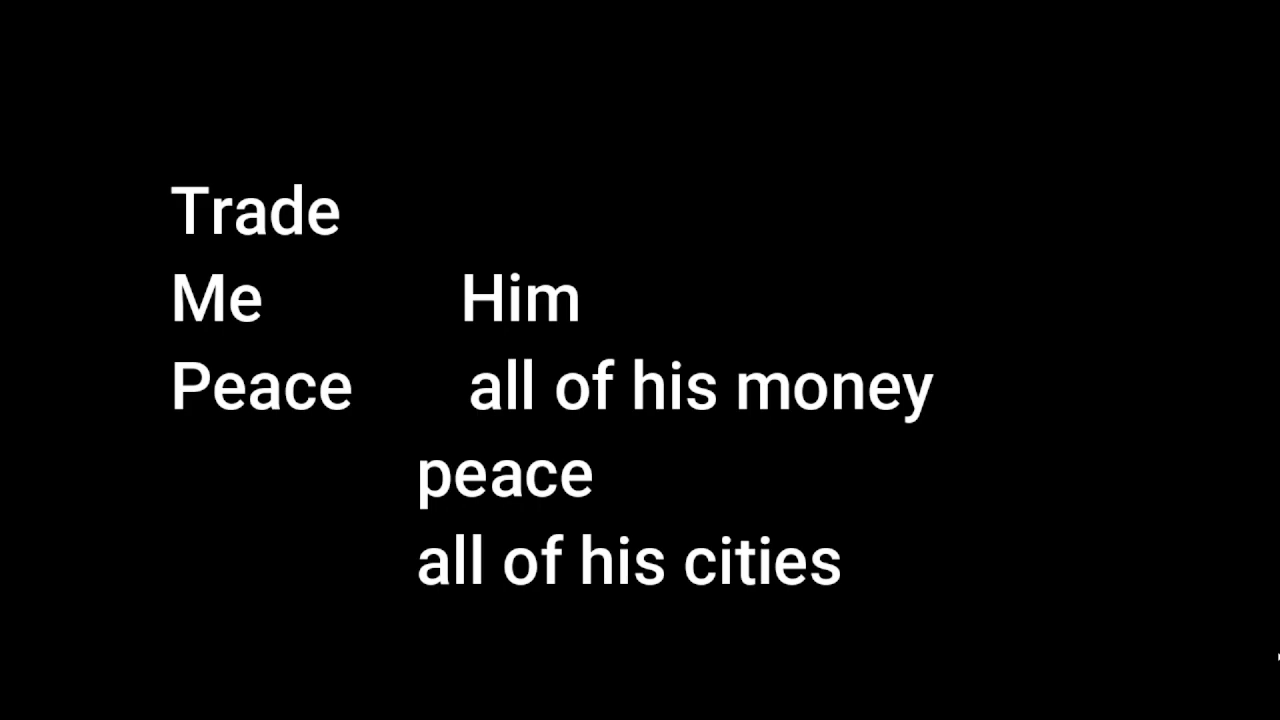 Trade
Me Him
Peace all of his money
peace
all of his cities